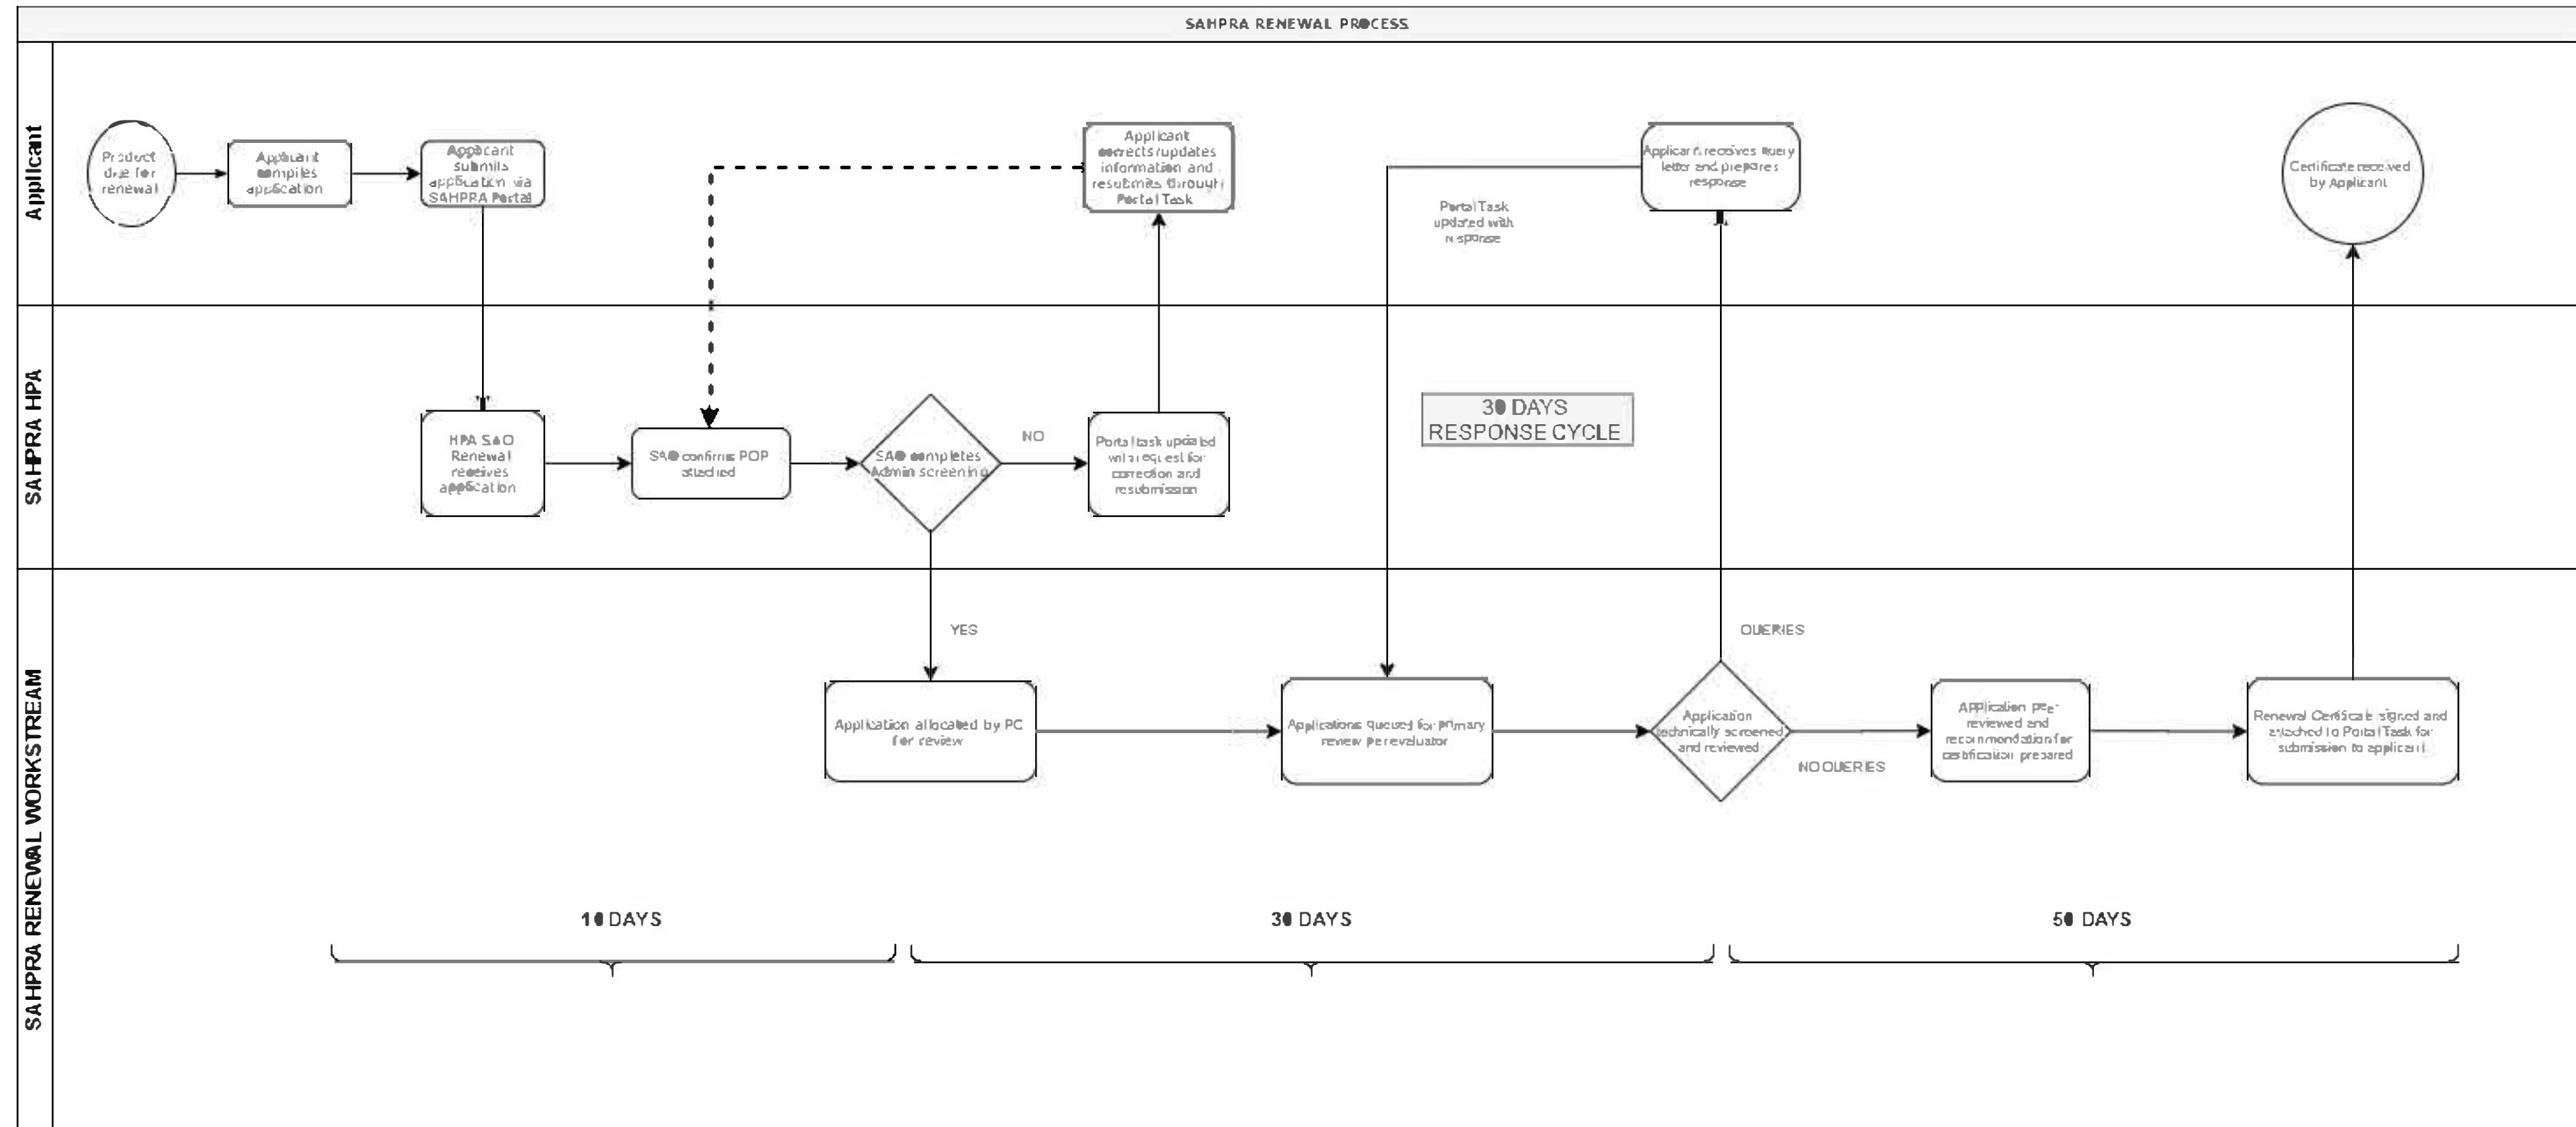 SAHPRA RENEWAL PROCESS
Applicant
Product
due for
renewal
Applicant
compiles
application
Applicant
submits
application via
SAHPRA Portal
Applicant
corrects/updates
information and
resubmits through
Portal Task
Portal Task
updated with
response
Applicant receives query
letter and prepares
response
Certificate received
by Applicant
SAHPRA HPA
HPA SAO
Renewal
receives
application
SAO confirms POP
attached
SAO completes
Admin screening
NO
Portal task updated
with request for
correction and
resubmission
30 DAYS
RESPONSE CYCLE
SAHPRA RENEWAL WORKSTREAM
YES
QUERIES
Application allocated by PC
for review
Applications queued for primary
review per evaluator
Application
technically screened
and reviewed
NO QUERIES
Application peer
reviewed and
recommendation for
certification prepared
Renewal Certificate signed and
attached to Portal Task for
submission to applicant
10 DAYS
30 DAYS
50 DAYS